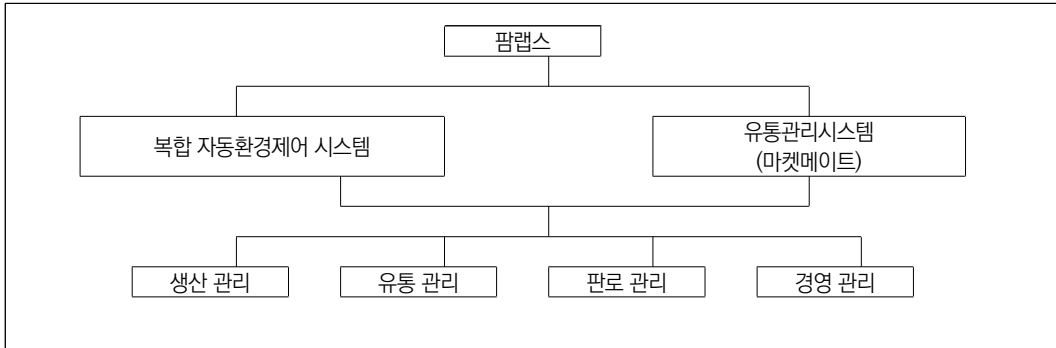 팜랩스
복합 자동환경제어 시스템
유통관리시스템
(마켓메이트)
생산 관리
유통 관리
판로 관리
경영 관리